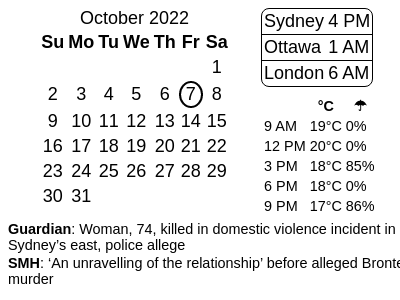 October 2022
Su Mo Tu We Th Fr Sa
1
2 3 4 5 6 7 8
9 10 11 12 13 14 15
16 17 18 19 20 21 22
23 24 25 26 27 28 29
30 31
Sydney 4 PM
Ottawa 1 AM
London 6 AM
°C ☂
9 AM 19°C 0%
12 PM 20°C 0%
3 PM 18°C 85%
6 PM 18°C 0%
9 PM 17°C 86%
Guardian: Woman, 74, killed in domestic violence incident in
Sydney’s east, police allege
SMH: ‘An unravelling of the relationship’ before alleged Bronte
murder